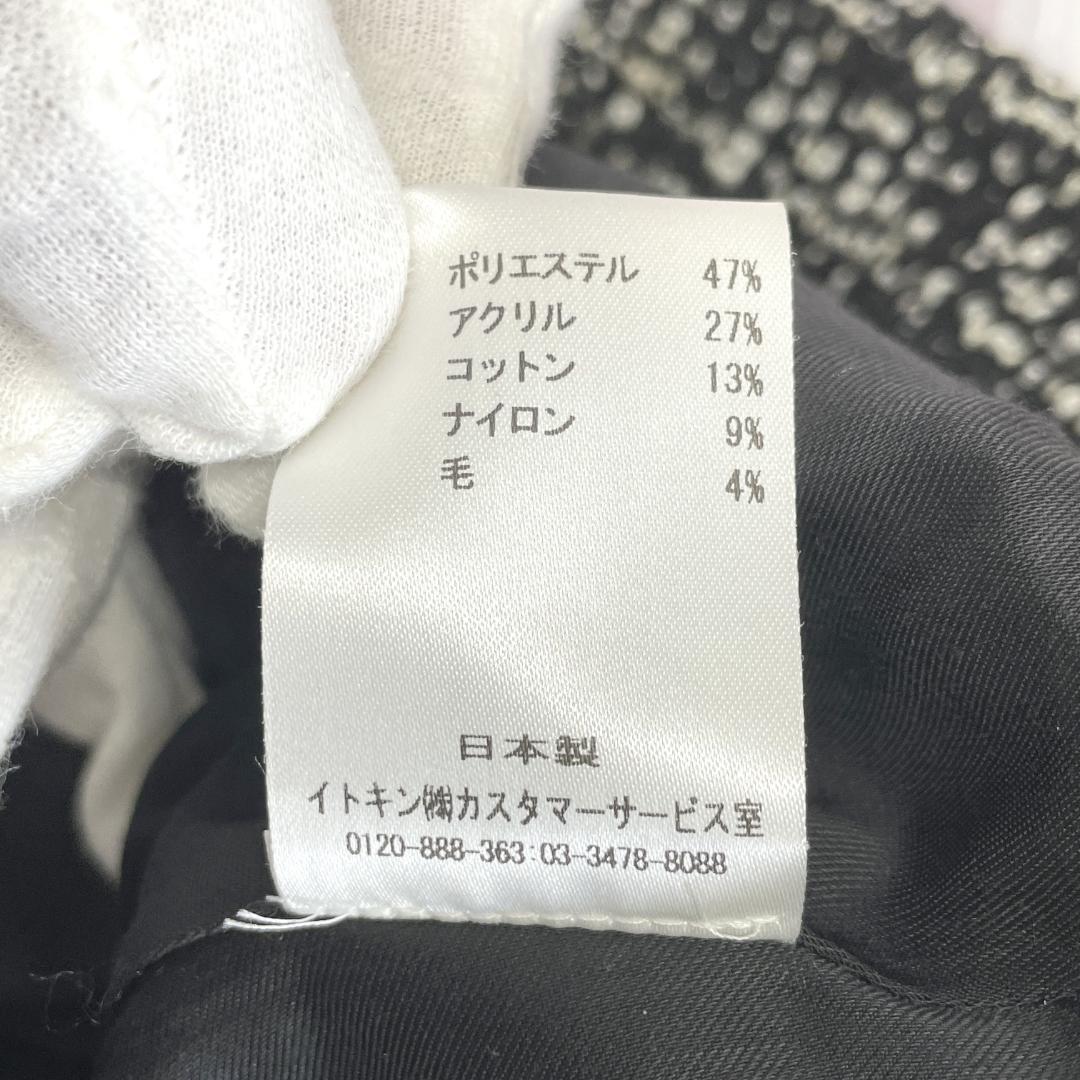 ポリエステル 47%
アクリル 27%
コットン 13%
ナイロン 9%
毛 4%
日本製
イトキン㈱カスタマーサービス室
0120-888-363:03-3478-8088